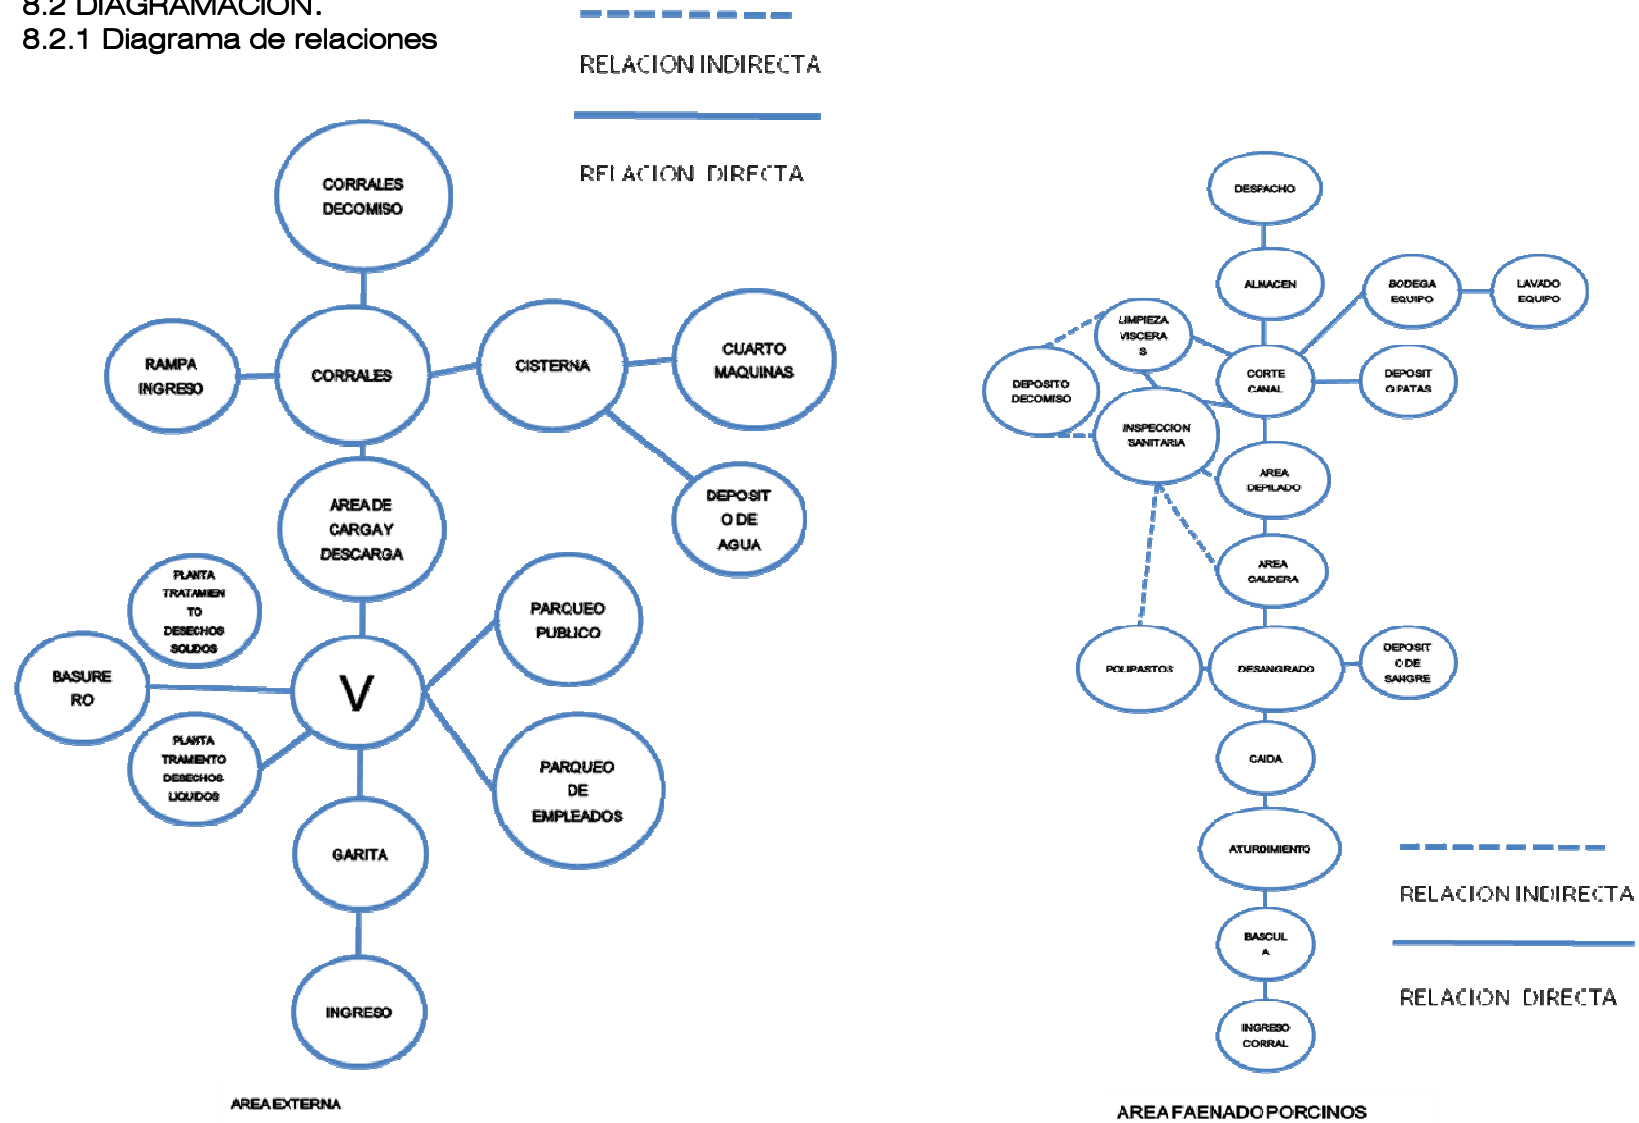 8.2 DIAGRAMACION.
8.2.1 Diagrama de relaciones
RELACION INDIRECTA
RELACION DIRECTA
CORRALES
DECOMISO
RAMPA
INGRESO
CORRALES
CISTERNA
CUARTO
MAQUINAS
DEPOSIT
O DE
AGUA
AREA DE
CARGA Y
DESCARGA
PLANTA
TRATAMIEN
TO
DESECHOS
SOLIDOS
BASURE
RO
PLANTA
TRAMIENTO
DESECHOS
LIQUIDOS
V
PARQUEO
PUBLICO
PARQUEO
DE
EMPLEADOS
GARITA
INGRESO
AREA EXTERNA
DESPACHO
ALMACEN
BODEGA
EQUIPO
LAVADO
EQUIPO
LIMPIEZA
VISCERA
S
DEPOSITO
DECOMISO
CORTE
CANAL
DEPOSIT
O PATAS
INSPECCION
SANITARIA
AREA
DEPILADO
AREA
CALDERA
POLIPASTOS
DESANGRADO
DEPOSIT
O DE
SANGRE
CAIDA
ATURDIMIENTO
BASCUL
A
INGRESO
CORRAL
RELACION INDIRECTA
RELACION DIRECTA
AREA FAENADO PORCINOS